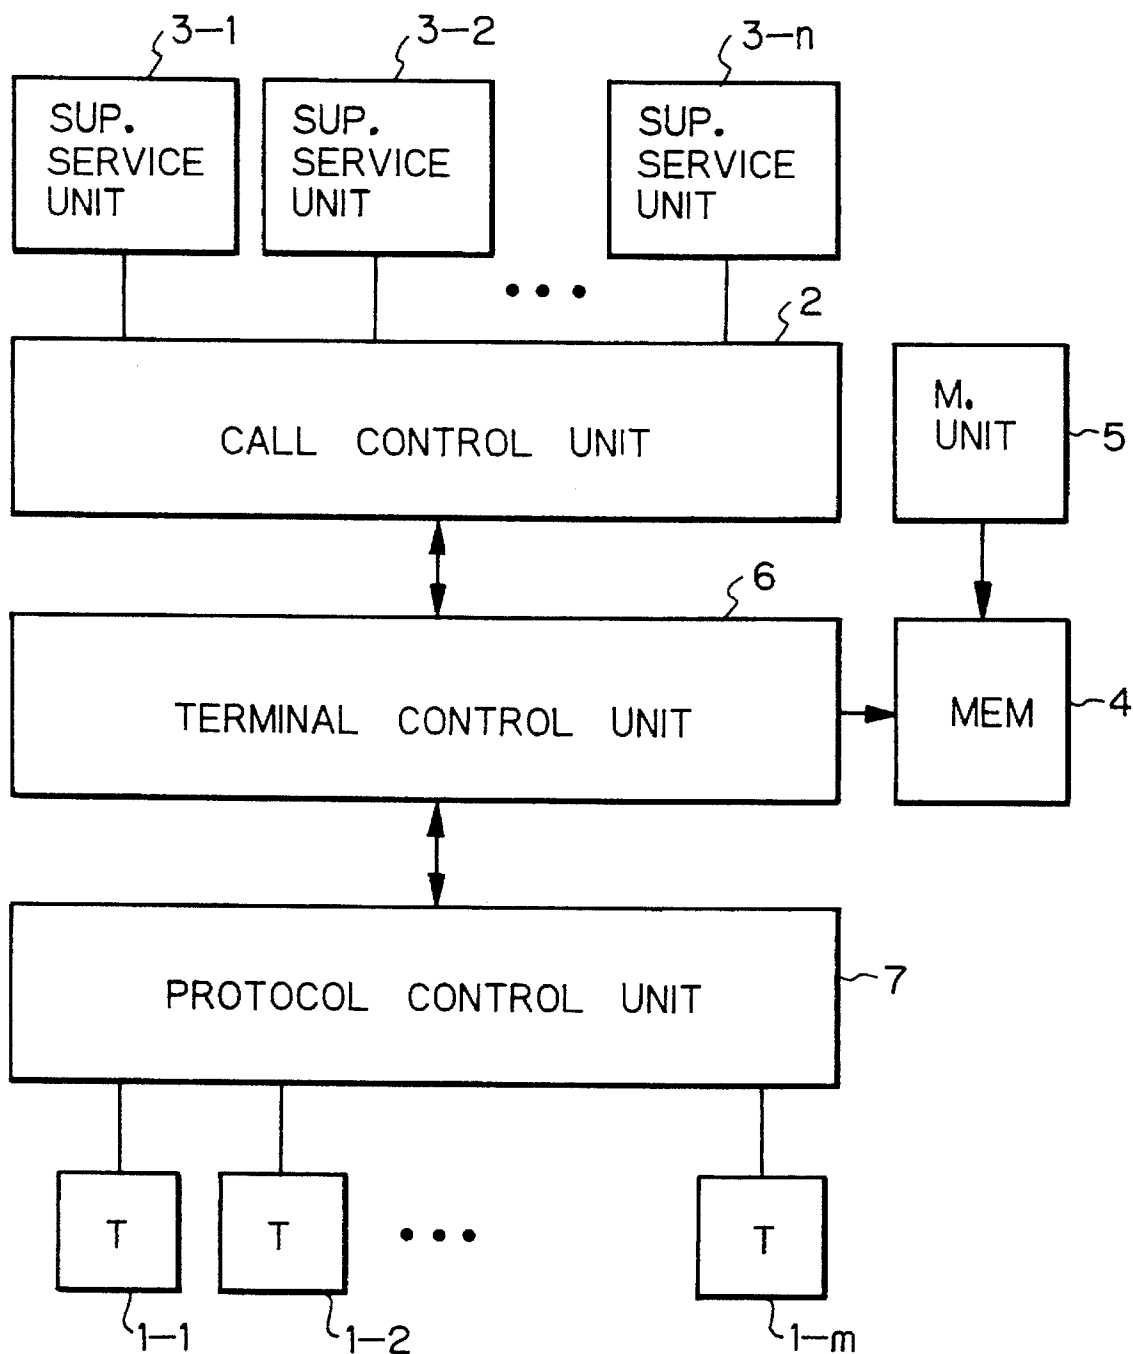 3-1
3-2
3-n
SUP.
SERVICE
UNIT
SUP.
SERVICE
UNIT
SUP.
SERVICE
UNIT
2
CALL CONTROL UNIT
M.
UNIT
5
6
TERMINAL CONTROL UNIT
MEM
4
PROTOCOL CONTROL UNIT
7
T
T
T
1-1
1-2
1-m